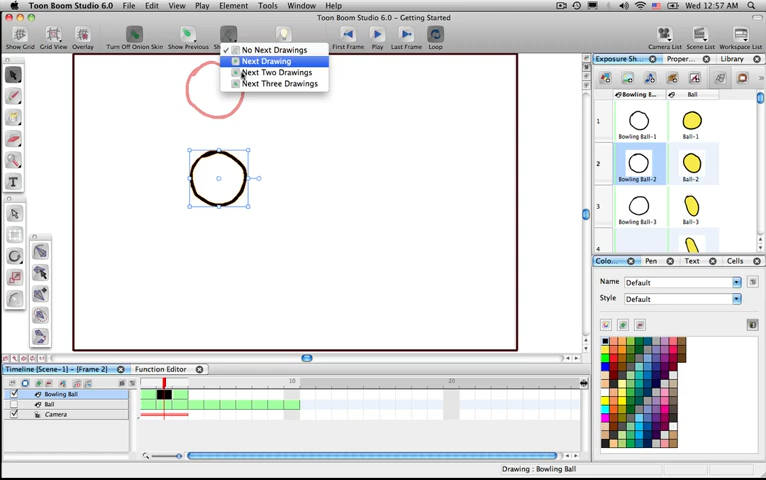 Toon Boom Studio File Edit View Play Element Tools Window Help Wed 12:57 AM
Toon Boom Studio 6.0 - Getting Started
Show Grid Grid View Overlay Turn Off Onion Skin Show Previous First Frame Play Last Frame Loop Camera List Scene List Workspace List
No Next Drawings
Next Drawing
Next Two Drawings
Next Three Drawings
Exposure Sh... Properti... Library
Bowling E... Ball
1
Bowling Ball-1 Ball-1
2
Bowling Ball-2 Ball-2
3
Bowling Ball-3 Ball-3
4
Colo... Pen Text Cells
Name Default
Style Default
Timeline [Scene-1] - [Frame 2] Function Editor
10 20
Bowling Ball
Ball
Camera
Drawing : Bowling Ball